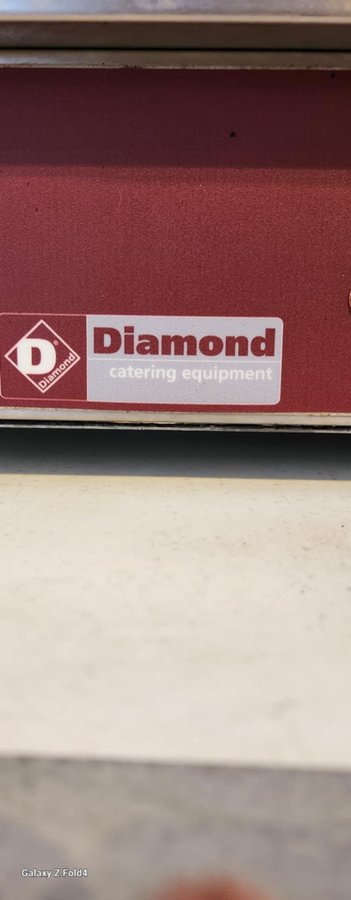 D
Diamond
Diamond
catering equipment
Galaxy Z Fold4